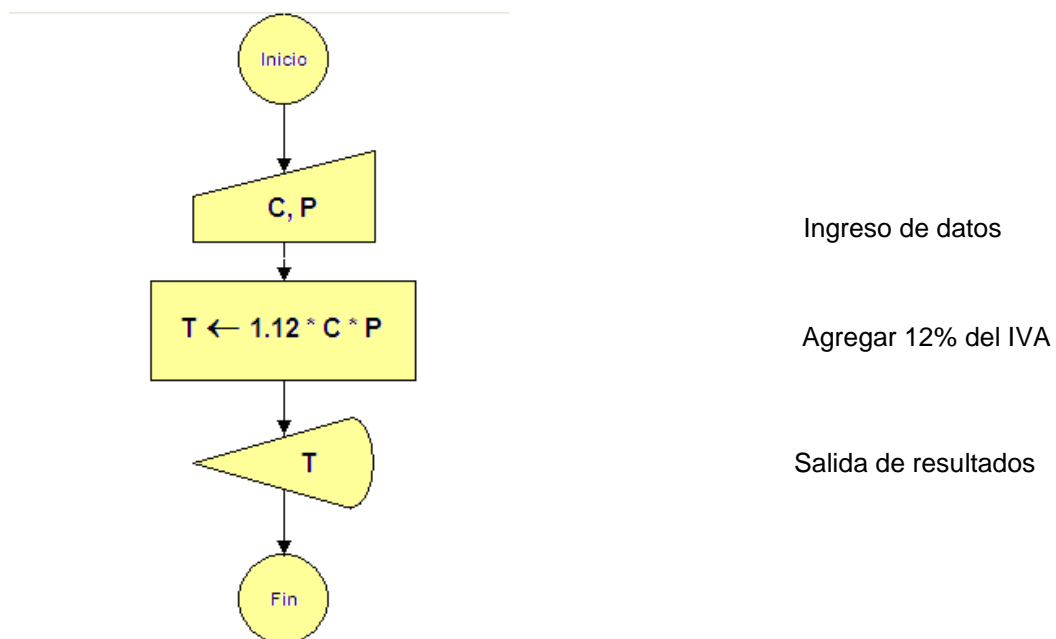 Inicio
C, P
Ingreso de datos
T ← 1.12 * C * P
Agregar 12% del IVA
T
Salida de resultados
Fin